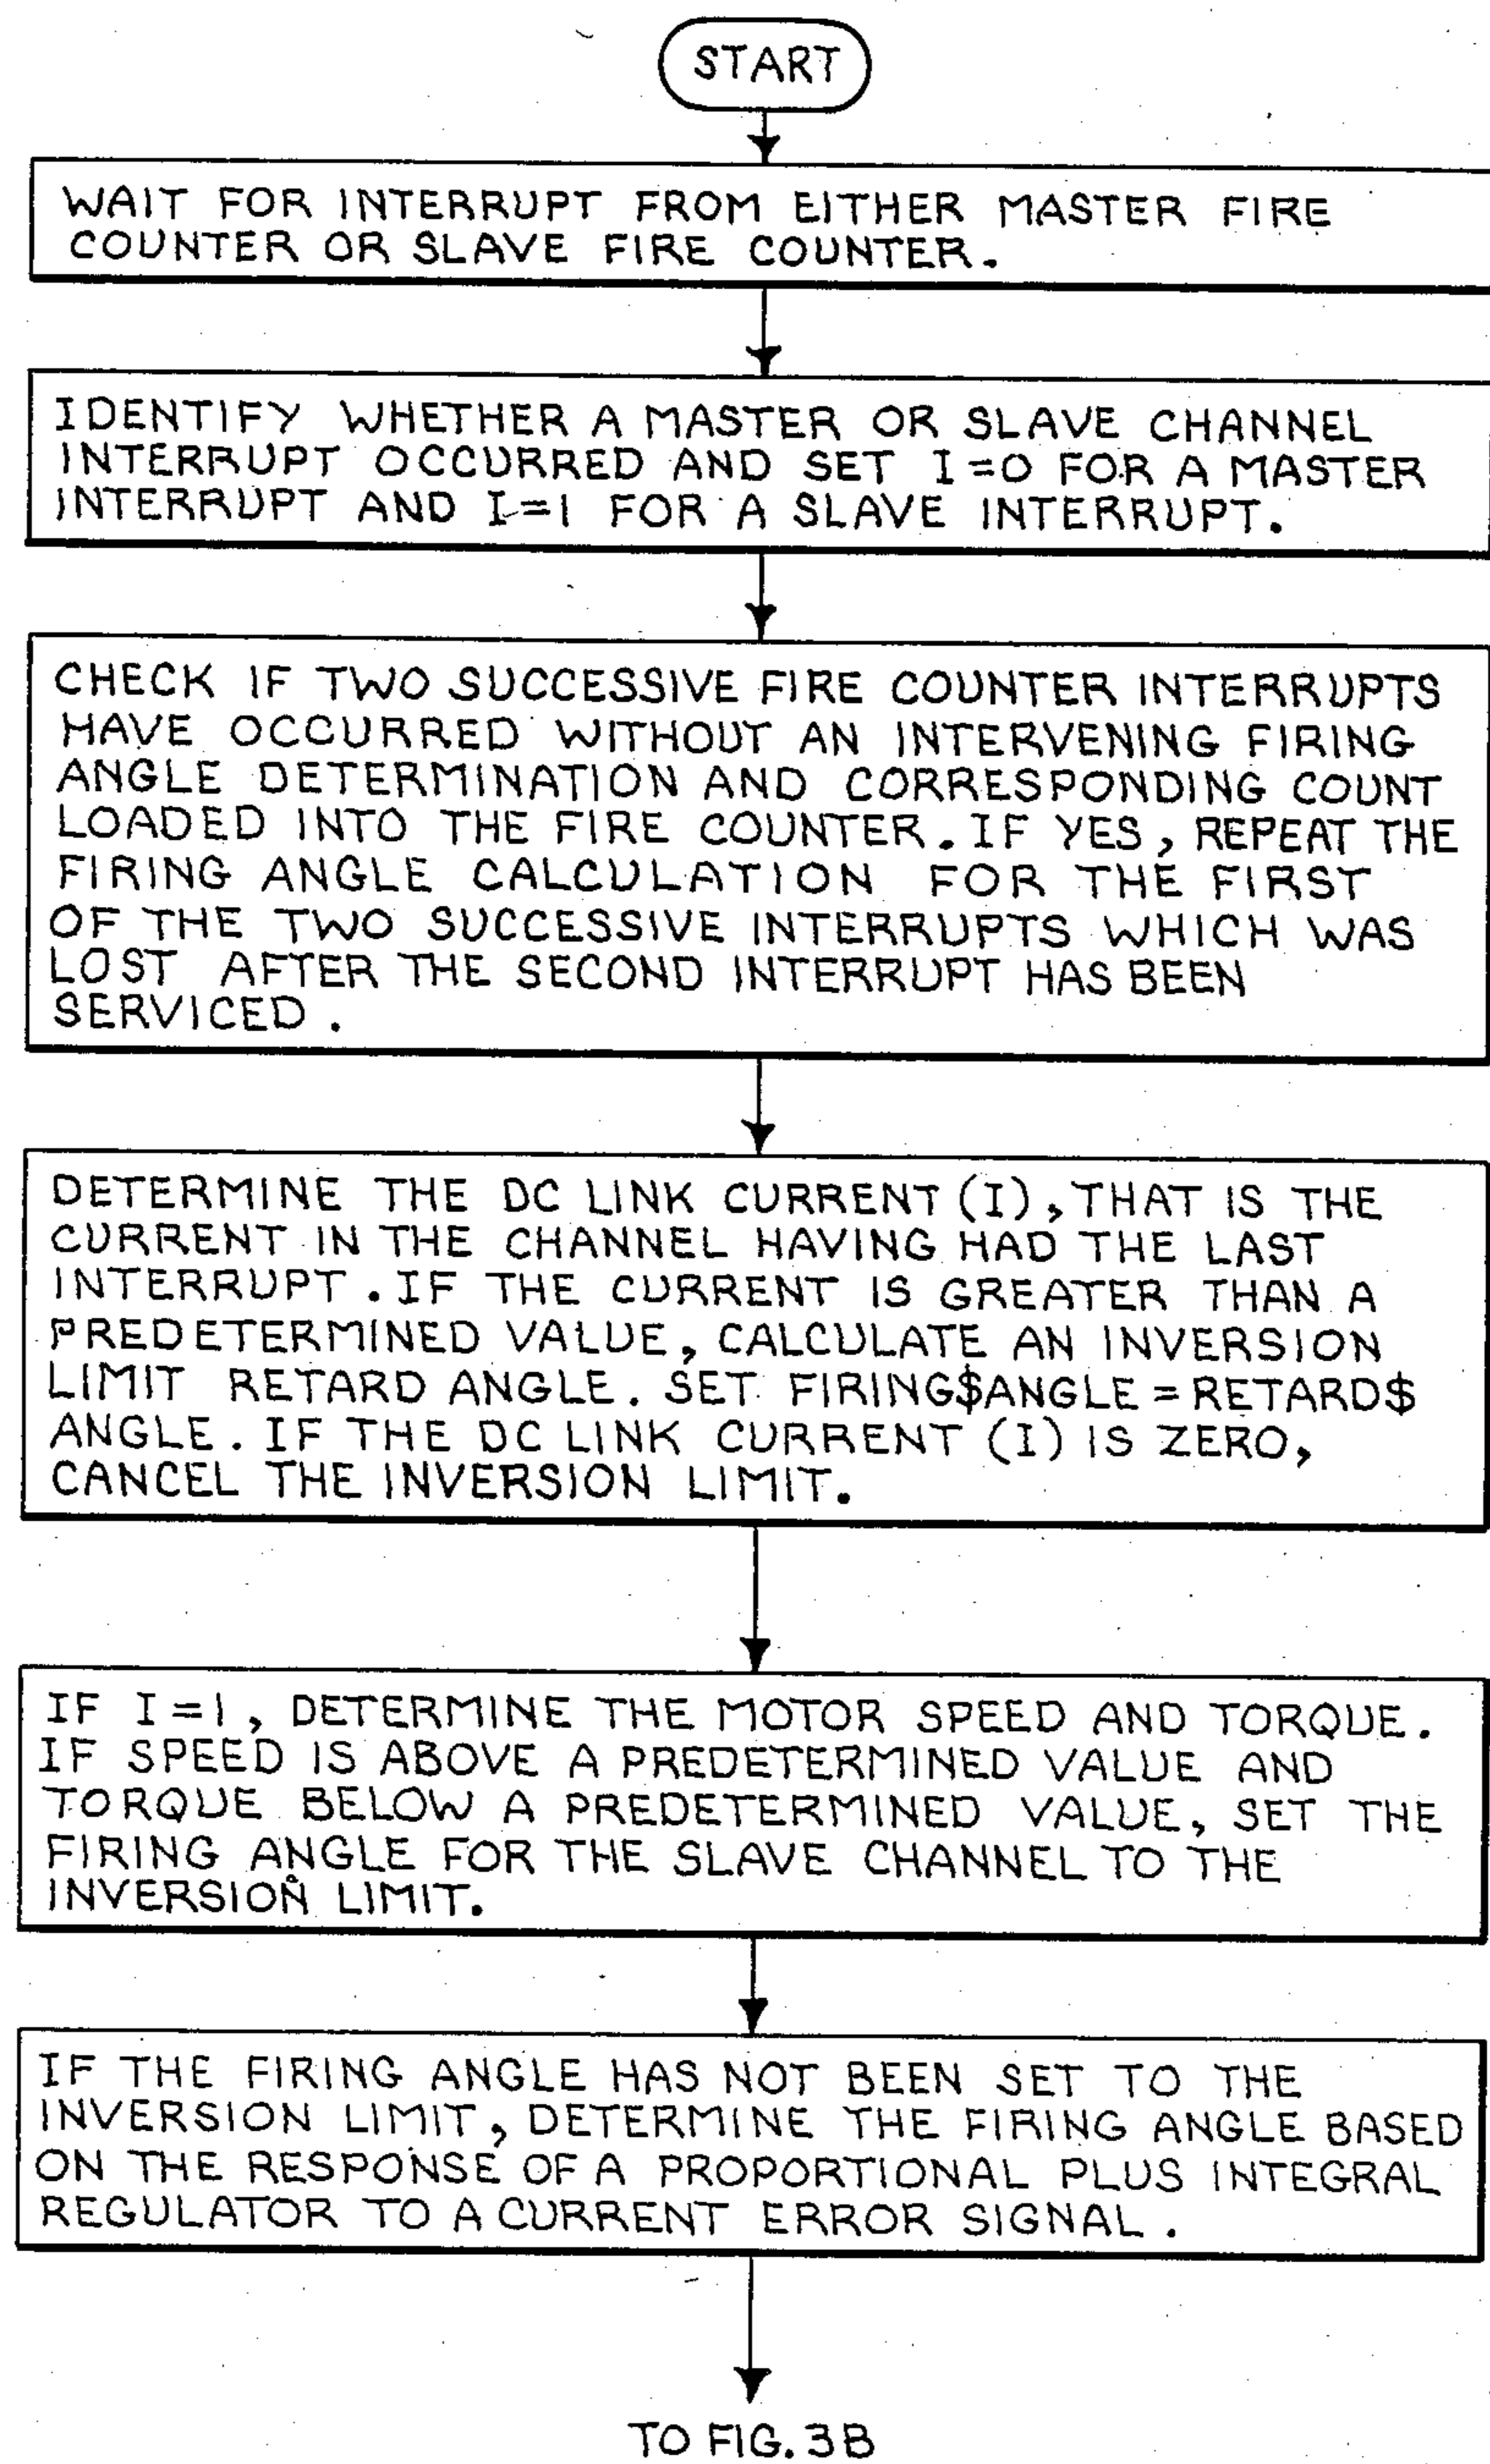 START
WAIT FOR INTERRUPT FROM EITHER MASTER FIRE
COUNTER OR SLAVE FIRE COUNTER.
IDENTIFY WHETHER A MASTER OR SLAVE CHANNEL
INTERRUPT OCCURRED AND SET I=0 FOR A MASTER
INTERRUPT AND I=1 FOR A SLAVE INTERRUPT.
CHECK IF TWO SUCCESSIVE FIRE COUNTER INTERRUPTS
HAVE OCCURRED WITHOUT AN INTERVENING FIRING
ANGLE DETERMINATION AND CORRESPONDING COUNT
LOADED INTO THE FIRE COUNTER. IF YES, REPEAT THE
FIRING ANGLE CALCULATION FOR THE FIRST
OF THE TWO SUCCESSIVE INTERRUPTS WHICH WAS
LOST AFTER THE SECOND INTERRUPT HAS BEEN
SERVICED.
DETERMINE THE DC LINK CURRENT (I), THAT IS THE
CURRENT IN THE CHANNEL HAVING HAD THE LAST
INTERRUPT. IF THE CURRENT IS GREATER THAN A
PREDETERMINED VALUE, CALCULATE AN INVERSION
LIMIT RETARD ANGLE. SET FIRING$ANGLE = RETARD$
ANGLE. IF THE DC LINK CURRENT (I) IS ZERO,
CANCEL THE INVERSION LIMIT.
IF I=1, DETERMINE THE MOTOR SPEED AND TORQUE.
IF SPEED IS ABOVE A PREDETERMINED VALUE AND
TORQUE BELOW A PREDETERMINED VALUE, SET THE
FIRING ANGLE FOR THE SLAVE CHANNEL TO THE
INVERSION LIMIT.
IF THE FIRING ANGLE HAS NOT BEEN SET TO THE
INVERSION LIMIT, DETERMINE THE FIRING ANGLE BASED
ON THE RESPONSE OF A PROPORTIONAL PLUS INTEGRAL
REGULATOR TO A CURRENT ERROR SIGNAL.
TO FIG. 3B